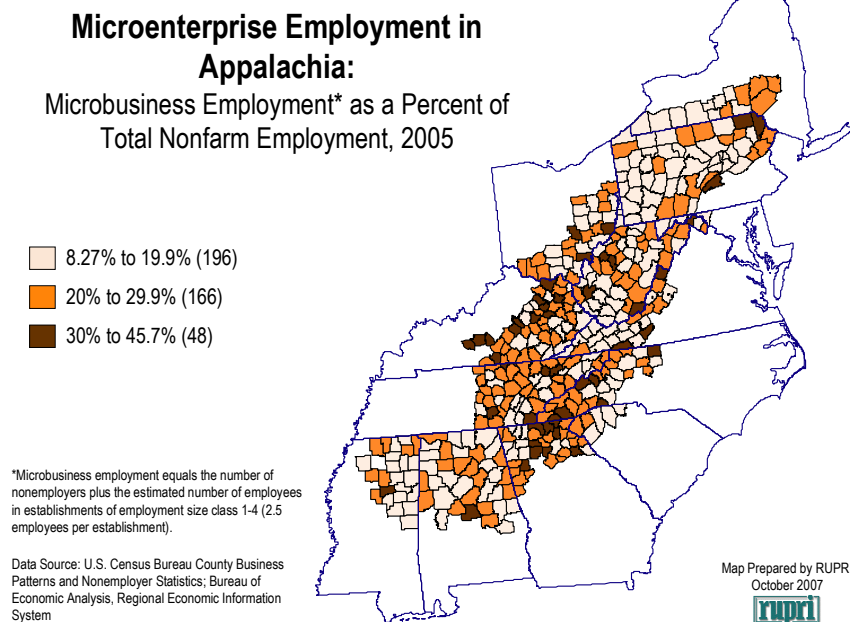 Microenterprise Employment in
Appalachia:
Microbusiness Employment* as a Percent of
Total Nonfarm Employment, 2005
8.27% to 19.9% (196)
20% to 29.9% (166)
30% to 45.7% (48)
*Microbusiness employment equals the number of
nonemployers plus the estimated number of employees
in establishments of employment size class 1-4 (2.5
employees per establishment).
Data Source: U.S. Census Bureau County Business
Patterns and Nonemployer Statistics; Bureau of
Economic Analysis, Regional Economic Information
System
Map Prepared by RUPR
October 2007
rupri